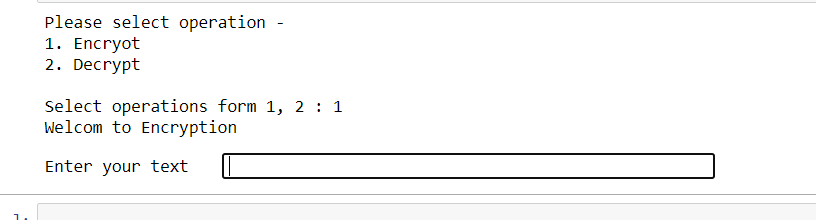 Please select operation -
1. Encryot
2. Decrypt
Select operations form 1, 2 : 1
Welcom to Encryption
Enter your text
]: